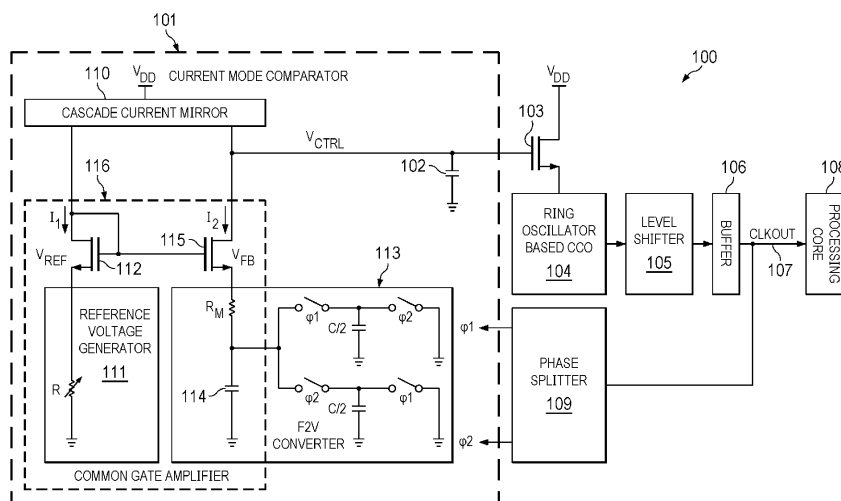 101
110
V_DD
CURRENT MODE COMPARATOR
CASCADE CURRENT MIRROR
V_DD
100
103
V_CTRL
102
116
I_1
I_2
115
V_REF
112
V_FB
113
106
108
RING OSCILLATOR BASED CCO
104
LEVEL SHIFTER
105
BUFFER
CLKOUT
107
PROCESSING CORE
REFERENCE VOLTAGE GENERATOR
111
R
R_M
φ1
φ2
C/2
φ2
φ1
C/2
114
F2V CONVERTER
φ1
φ2
PHASE SPLITTER
109
COMMON GATE AMPLIFIER